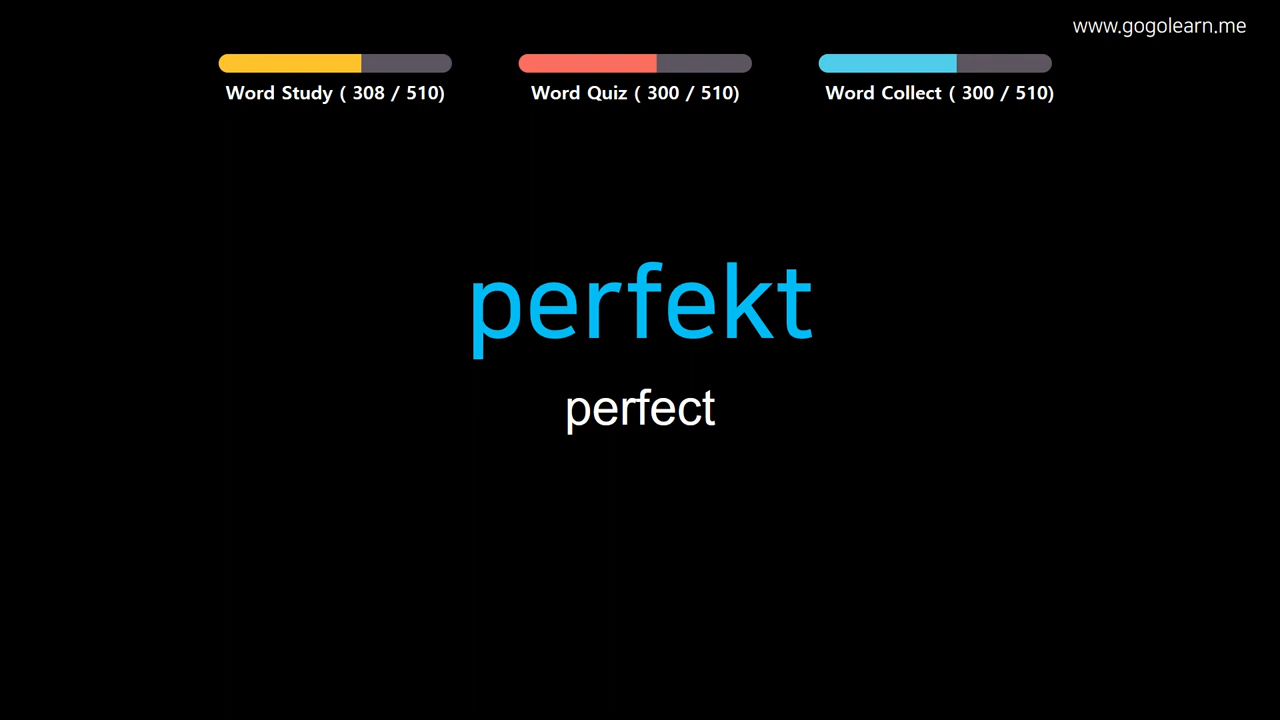 www.gogolearn.me
Word Study ( 308 / 510)
Word Quiz ( 300 / 510)
Word Collect ( 300 / 510)
perfekt
perfect